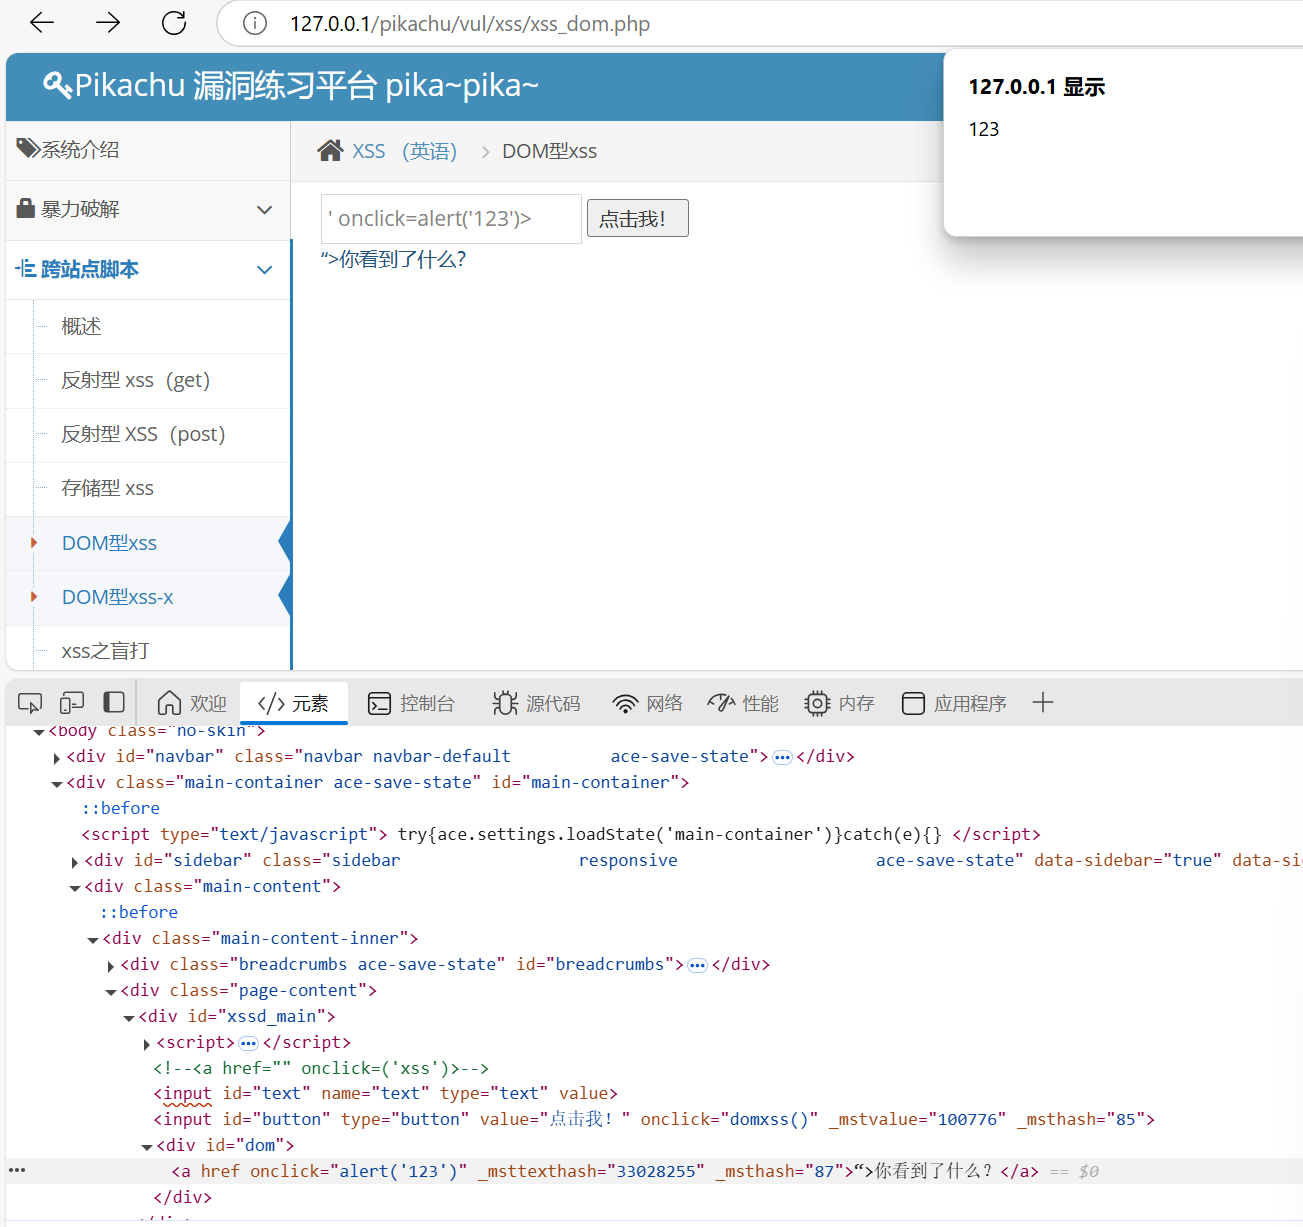 127.0.0.1/pikachu/vul/xss/xss_dom.php
Pikachu 漏洞练习平台 pika~pika~
127.0.0.1 显示
123
系统介绍
暴力破解
跨站点脚本
概述
反射型 xss（get）
反射型 XSS（post）
存储型 xss
DOM型xss
DOM型xss-x
xss之盲打
XSS （英语） > DOM型xss
' onclick=alert('123')>
点击我！
“>你看到了什么？
欢迎 </> 元素 控制台 源代码 网络 性能 内存 应用程序
<body class="no-skin">
<div id="navbar" class="navbar navbar-default ace-save-state">•••</div>
<div class="main-container ace-save-state" id="main-container">
::before
<script type="text/javascript"> try{ace.settings.loadState('main-container')}catch(e){} </script>
<div id="sidebar" class="sidebar responsive ace-save-state" data-sidebar="true" data-si
<div class="main-content">
::before
<div class="main-content-inner">
<div class="breadcrumbs ace-save-state" id="breadcrumbs">•••</div>
<div class="page-content">
<div id="xssd_main">
<script>•••</script>
<!--<a href="" onclick=('xss')>-->
<input id="text" name="text" type="text" value>
<input id="button" type="button" value="点击我！" onclick="domxss()" _mstvalue="100776" _msthash="85">
<div id="dom">
<a href onclick="alert('123')" _msttexthash="33028255" _msthash="87">“>你看到了什么？</a> == $0
</div>